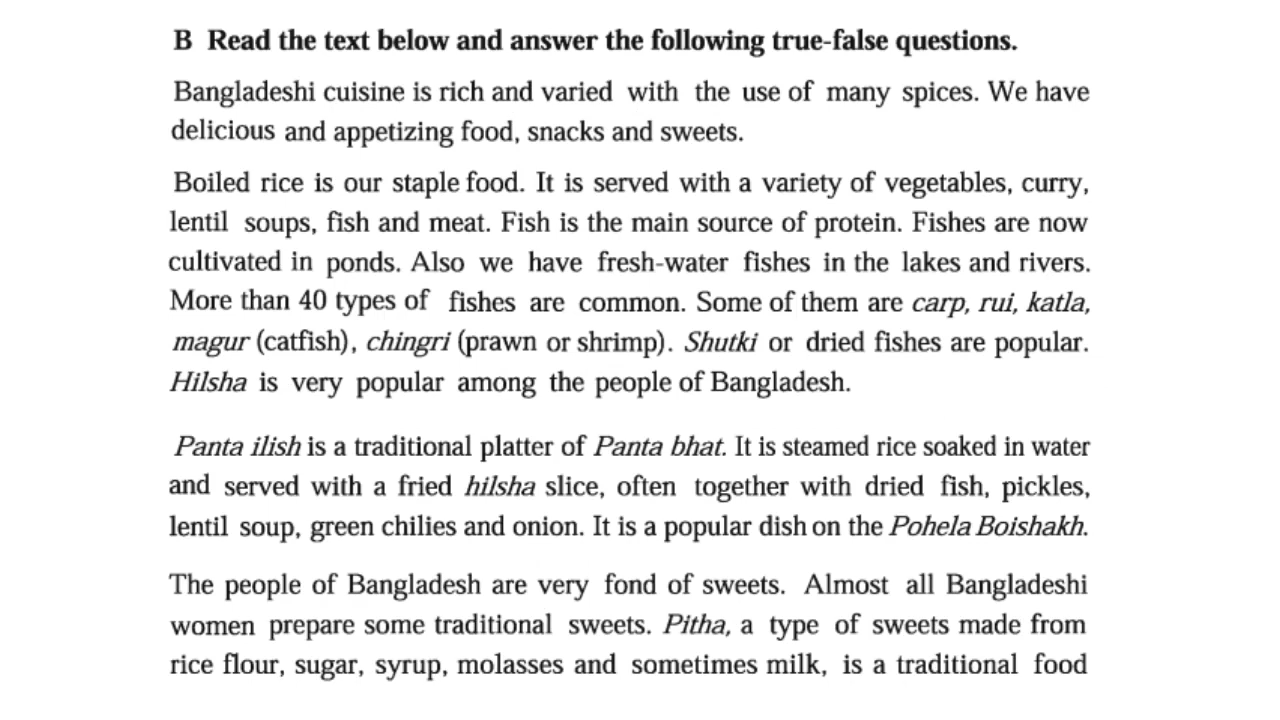 B Read the text below and answer the following true-false questions.
Bangladeshi cuisine is rich and varied with the use of many spices. We have
delicious and appetizing food, snacks and sweets.
Boiled rice is our staple food. It is served with a variety of vegetables, curry,
lentil soups, fish and meat. Fish is the main source of protein. Fishes are now
cultivated in ponds. Also we have fresh-water fishes in the lakes and rivers.
More than 40 types of fishes are common. Some of them are carp, rui, katla,
magur (catfish), chingri (prawn or shrimp). Shutki or dried fishes are popular.
Hilsha is very popular among the people of Bangladesh.
Panta ilish is a traditional platter of Panta bhat. It is steamed rice soaked in water
and served with a fried hilsha slice, often together with dried fish, pickles,
lentil soup, green chilies and onion. It is a popular dish on the Pohela Boishakh.
The people of Bangladesh are very fond of sweets. Almost all Bangladeshi
women prepare some traditional sweets. Pitha, a type of sweets made from
rice flour, sugar, syrup, molasses and sometimes milk, is a traditional food